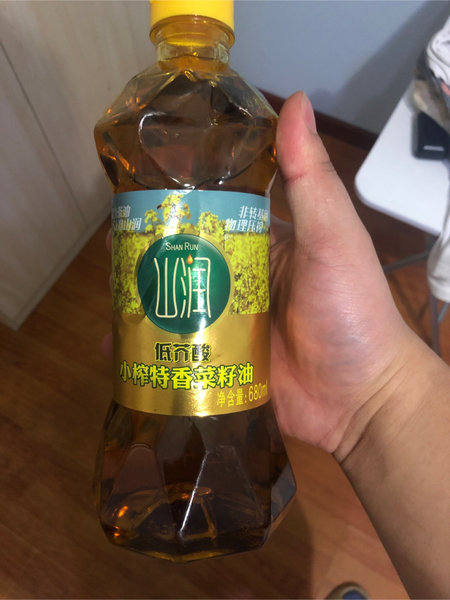 非转基因
物理压榨
SHAN RUN
山润
低芥酸
小榨特香菜籽油
净含量:680ml